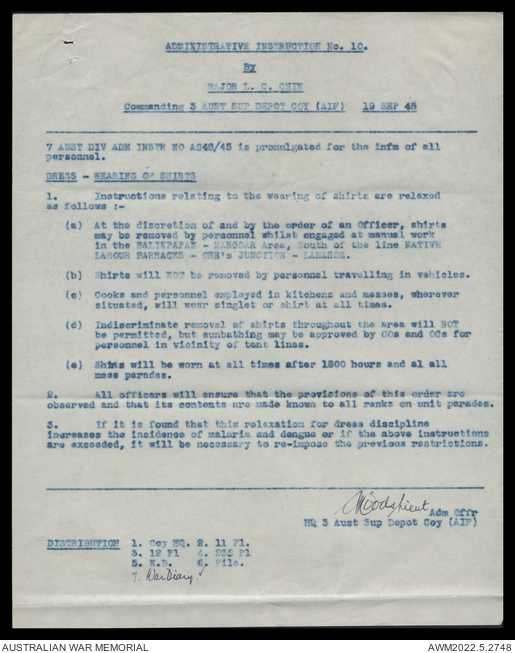 ADMINISTRATIVE INSTRUCTION No. 10.
By
MAJOR L. C. CHIN
Commanding 3 AUST SUP DEPOT COY (AIF) 19 SEP 45
7 AUST DIV ADM INSTR NO AG48/45 is promulgated for the infm of all
personnel.
DRESS - WEARING OF SHIRTS
1. Instructions relating to the wearing of shirts are relaxed
as follows :-
(a) At the discretion of and by the order of an Officer, shirts
may be removed by personnel whilst engaged at manual work
in the BALIKPAPAN - MANGGAR Area, South of the line NATIVE
LABOUR BARRACKS - ORR's JUNCTION - LAMAROE.
(b) Shirts will NOT be removed by personnel travelling in vehicles.
(c) Cooks and personnel employed in kitchens and messes, wherever
situated, will wear singlet or shirt at all times.
(d) Indiscriminate removal of shirts throughout the area will NOT
be permitted, but sunbathing may be approved by COs and OCs for
personnel in vicinity of tent lines.
(e) Shirts will be worn at all times after 1800 hours and al all
mess parades.
2. All officers will ensure that the provisions of this order are
observed and that its contents are made known to all ranks on unit parades.
3. If it is found that this relaxation for dress discipline
increases the incidence of malaria and dengue or if the above instructions
are exceeded, it will be necessary to re-impose the previous restrictions.
Adm Offr
HQ 3 Aust Sup Depot Coy (AIF)
DISTRIBUTION 1. Coy HQ. 2. 11 Pl.
3. 12 Pl 4. 235 Pl.
5. N.B. 6. File.
7. War Diary. ✓
AUSTRALIAN WAR MEMORIAL AWM2022.5.2748